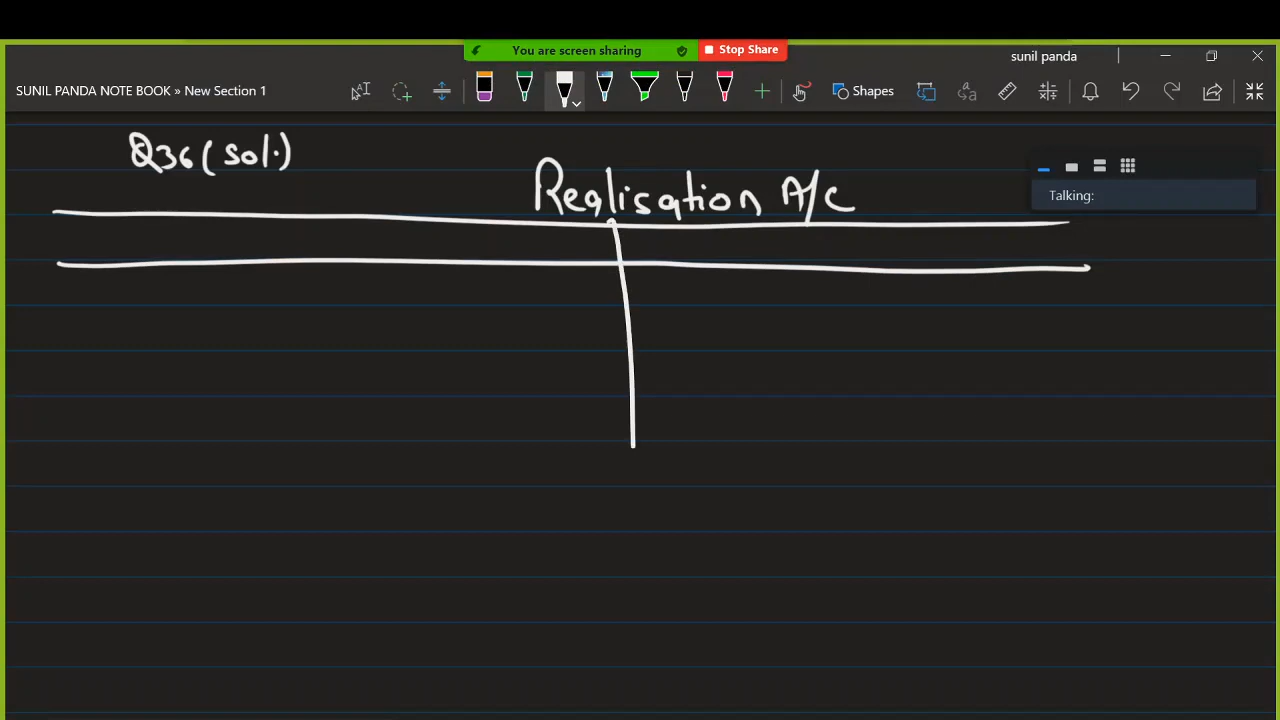 You are screen sharing
Stop Share
sunil panda
SUNIL PANDA NOTE BOOK » New Section 1
Shapes
Q36 (Sol.)
Talking:
Realisation A/C